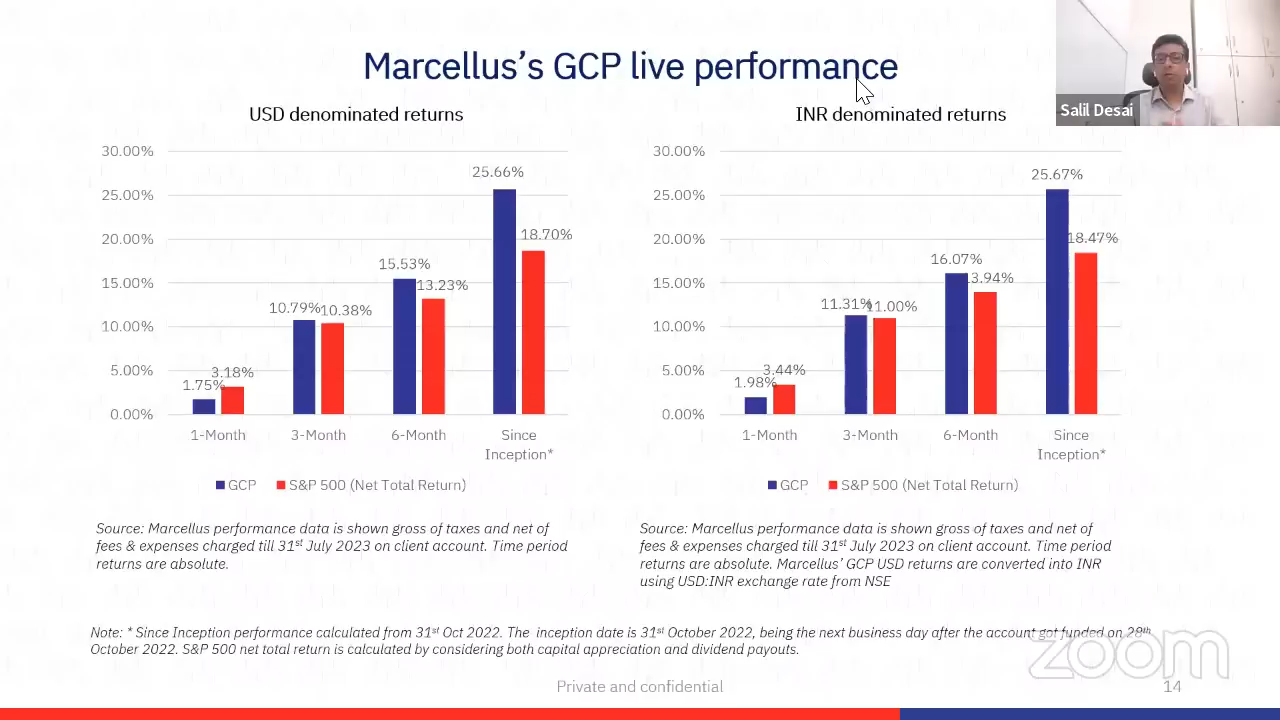 Marcellus's GCP live performance
Salil Desai
USD denominated returns
30.00%
25.00%
20.00%
15.00%
10.00%
5.00%
0.00%
1.75%
3.18%
10.79%
10.38%
15.53%
13.23%
25.66%
18.70%
1-Month
3-Month
6-Month
Since
Inception*
GCP
S&P 500 (Net Total Return)
Source: Marcellus performance data is shown gross of taxes and net of
fees & expenses charged till 31st July 2023 on client account. Time period
returns are absolute.
INR denominated returns
30.00%
25.00%
20.00%
15.00%
10.00%
5.00%
0.00%
1.98%
3.44%
11.31%
11.00%
16.07%
3.94%
25.67%
18.47%
1-Month
3-Month
6-Month
Since
Inception*
GCP
S&P 500 (Net Total Return)
Source: Marcellus performance data is shown gross of taxes and net of
fees & expenses charged till 31st July 2023 on client account. Time period
returns are absolute. Marcellus' GCP USD returns are converted into INR
using USD:INR exchange rate from NSE
Note: * Since Inception performance calculated from 31st Oct 2022. The inception date is 31st October 2022, being the next business day after the account got funded on 28th
October 2022. S&P 500 net total return is calculated by considering both capital appreciation and dividend payouts.
zoom
Private and confidential
14